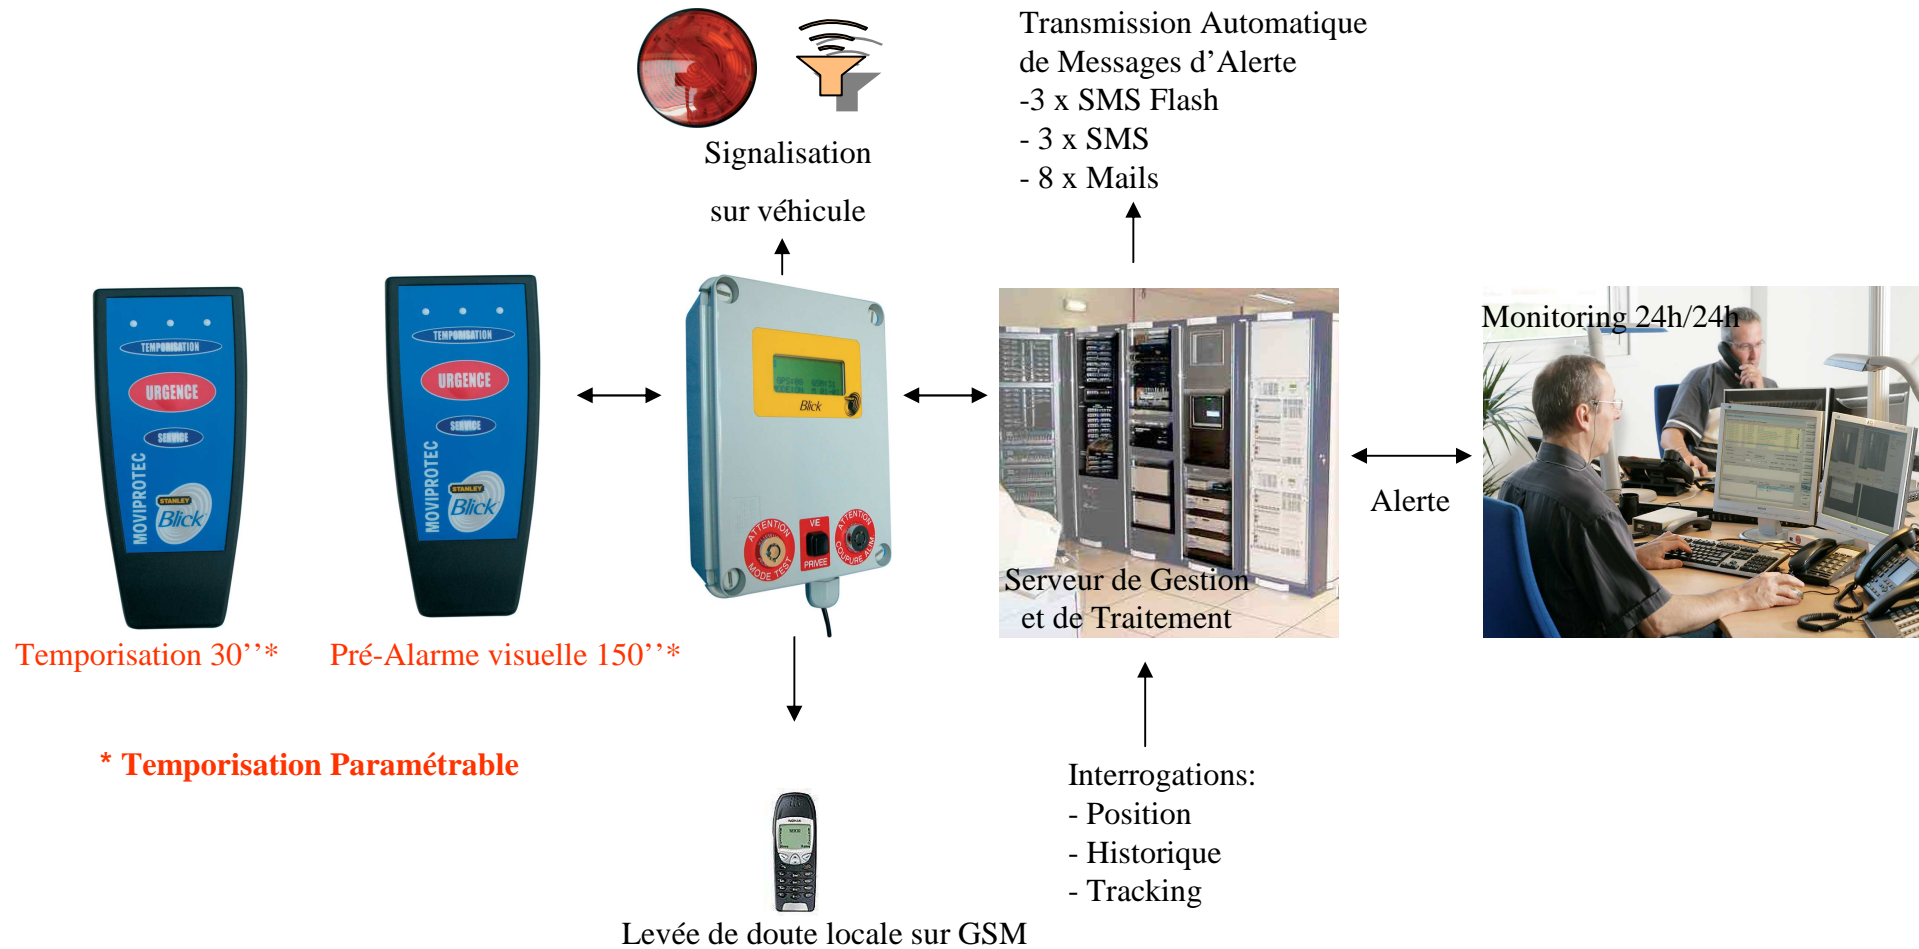 Transmission Automatique
de Messages d’Alerte
-3 x SMS Flash
- 3 x SMS
- 8 x Mails
Signalisation
sur véhicule
TEMPORISATION
URGENCE
SERVICE
MOVIPROTEC
STANLEY
Blick
Temporisation 30’’*
TEMPORISATION
URGENCE
SERVICE
MOVIPROTEC
STANLEY
Blick
Pré-Alarme visuelle 150’’*
Blick
ATTENTION
MODE TEST
VIE
PRIVEE
ATTENTION
COUPURE ALIM
Serveur de Gestion
et de Traitement
Alerte
Monitoring 24h/24h
* Temporisation Paramétrable
Interrogations:
- Position
- Historique
- Tracking
Levée de doute locale sur GSM